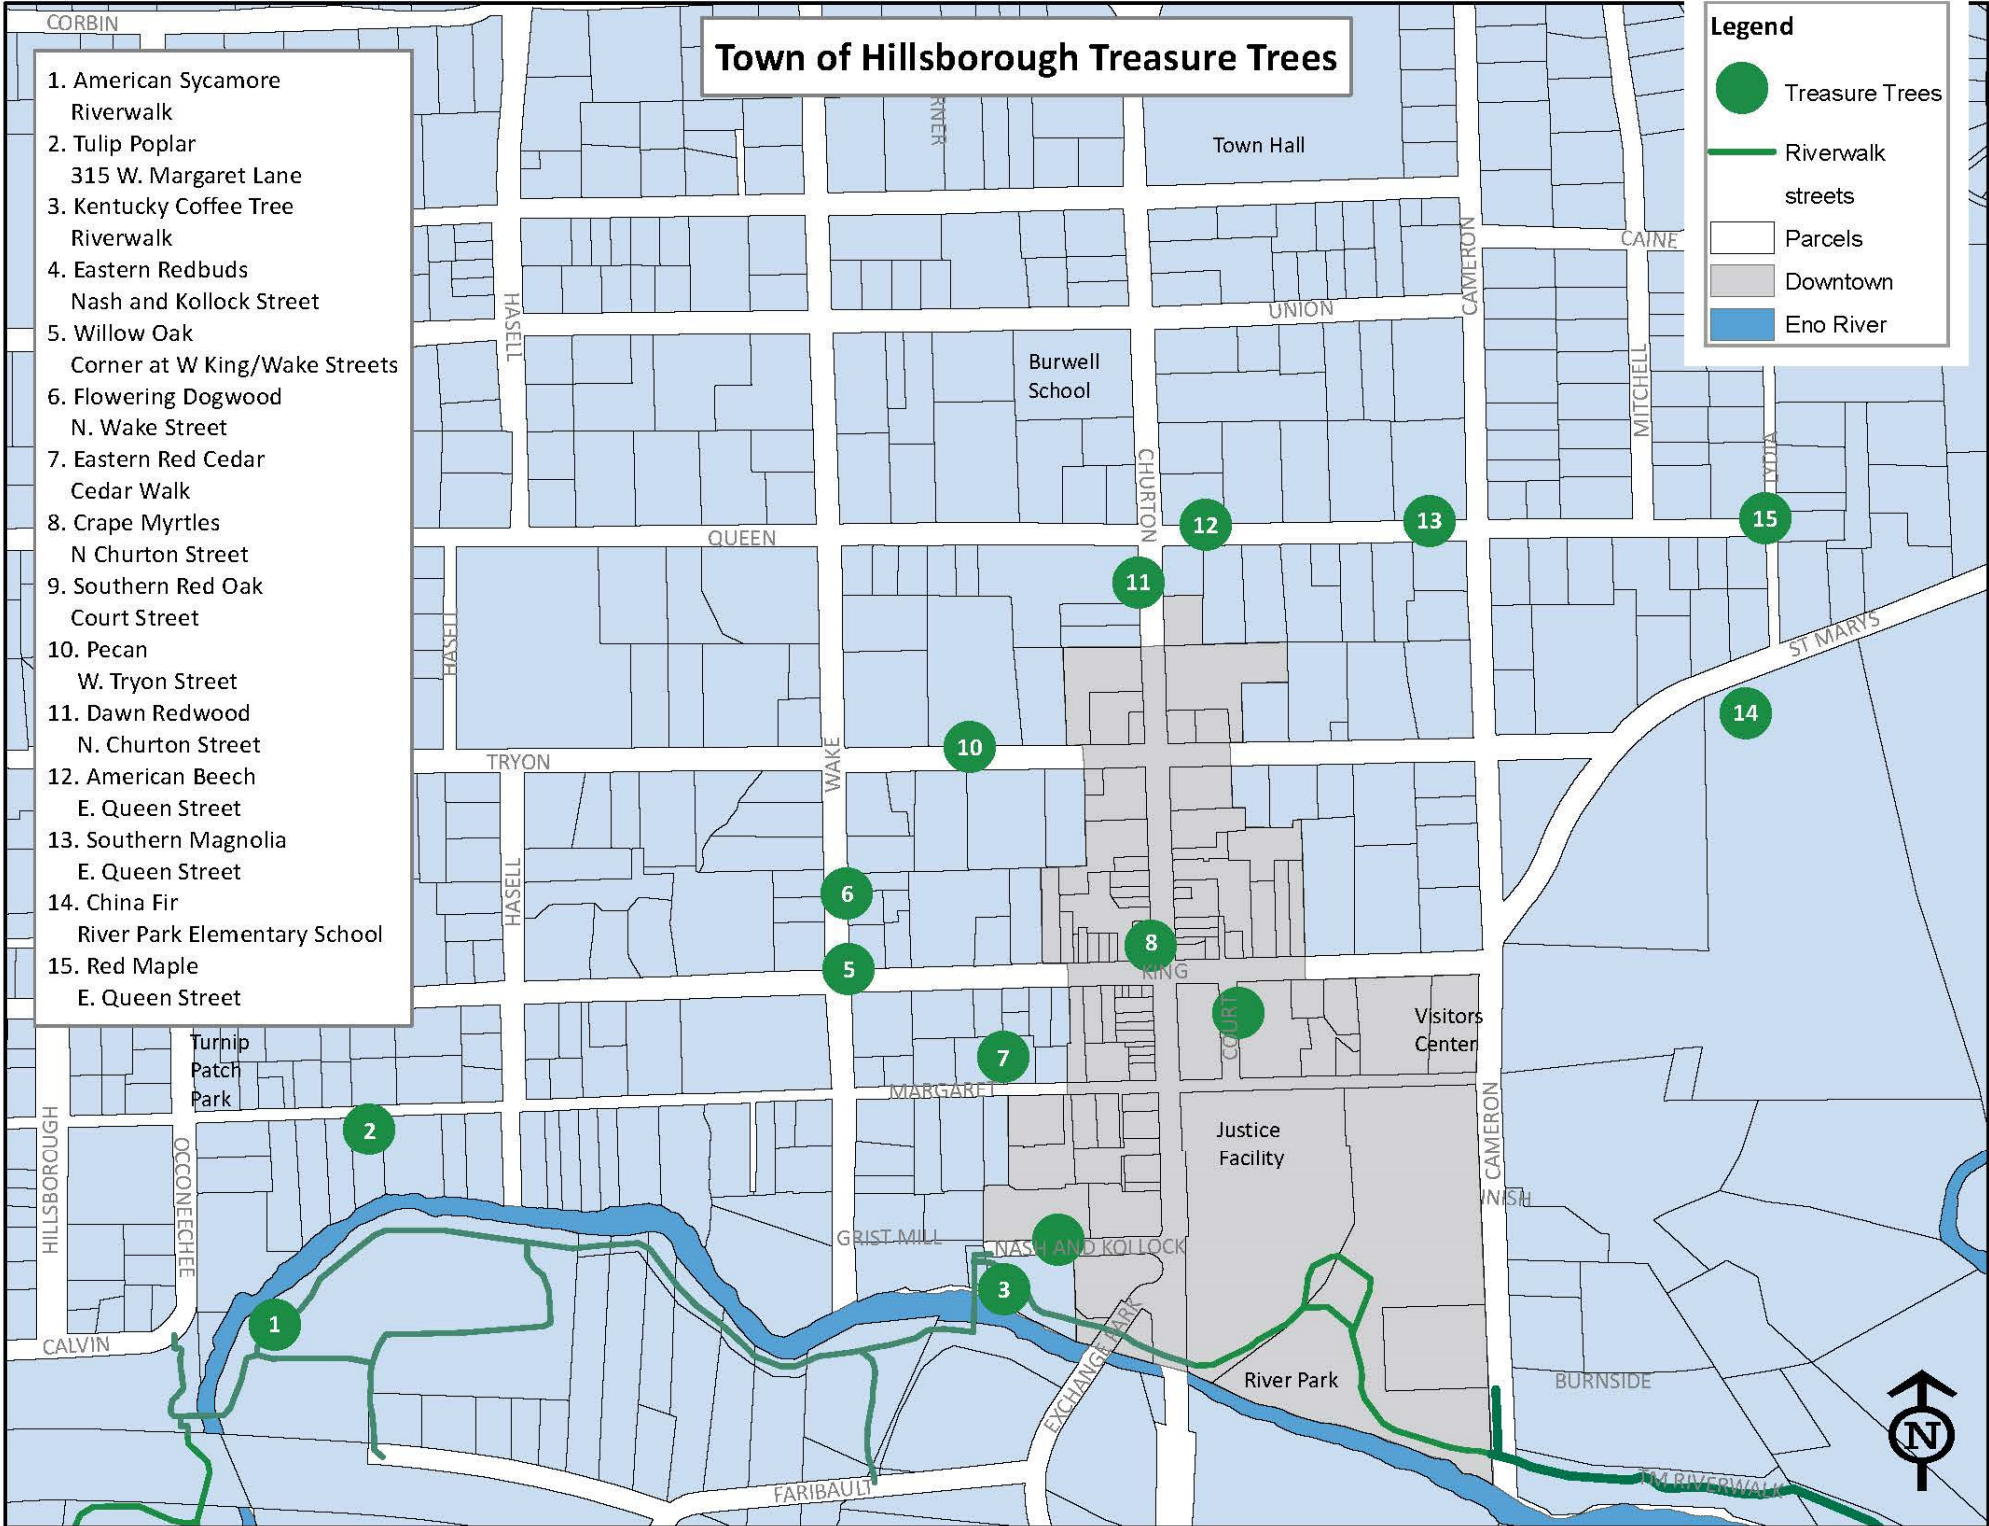 CORBIN
Town of Hillsborough Treasure Trees
1. American Sycamore
Riverwalk
2. Tulip Poplar
315 W. Margaret Lane
3. Kentucky Coffee Tree
Riverwalk
4. Eastern Redbuds
Nash and Kollock Street
5. Willow Oak
Corner at W King/Wake Streets
6. Flowering Dogwood
N. Wake Street
7. Eastern Red Cedar
Cedar Walk
8. Crape Myrtles
N Churton Street
9. Southern Red Oak
Court Street
10. Pecan
W. Tryon Street
11. Dawn Redwood
N. Churton Street
12. American Beech
E. Queen Street
13. Southern Magnolia
E. Queen Street
14. China Fir
River Park Elementary School
15. Red Maple
E. Queen Street
Legend
Treasure Trees
Riverwalk
streets
Parcels
Downtown
Eno River
RNER
Town Hall
CAMERON
CAINE
HASELL
UNION
Burwell
School
MITCHELL
CHURTON
LYDIA
12
13
15
QUEEN
11
HASELL
ST MARYS
14
10
TRYON
WAKE
HASELL
6
8
5
KING
COURT
Visitors
Center
Turnip
Patch
Park
7
MARGARET
2
HILLSBOROUGH
OCCONEECHEE
Justice
Facility
CAMERON
NISH
GRIST MILL
NASH AND KOLLOCK
3
1
CALVIN
EXCHANGE PARK
River Park
BURNSIDE
N
FARIBAULT
TM RIVERWALK